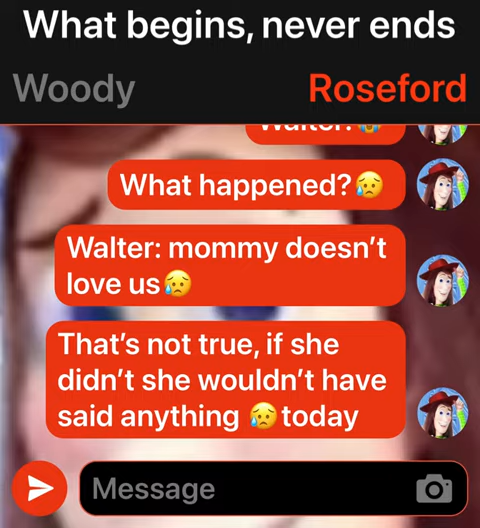 What begins, never ends
Woody
Roseford
Walter?😭
What happened?😥
Walter: mommy doesn't
love us😥
That's not true, if she
didn't she wouldn't have
said anything 😥today
Message